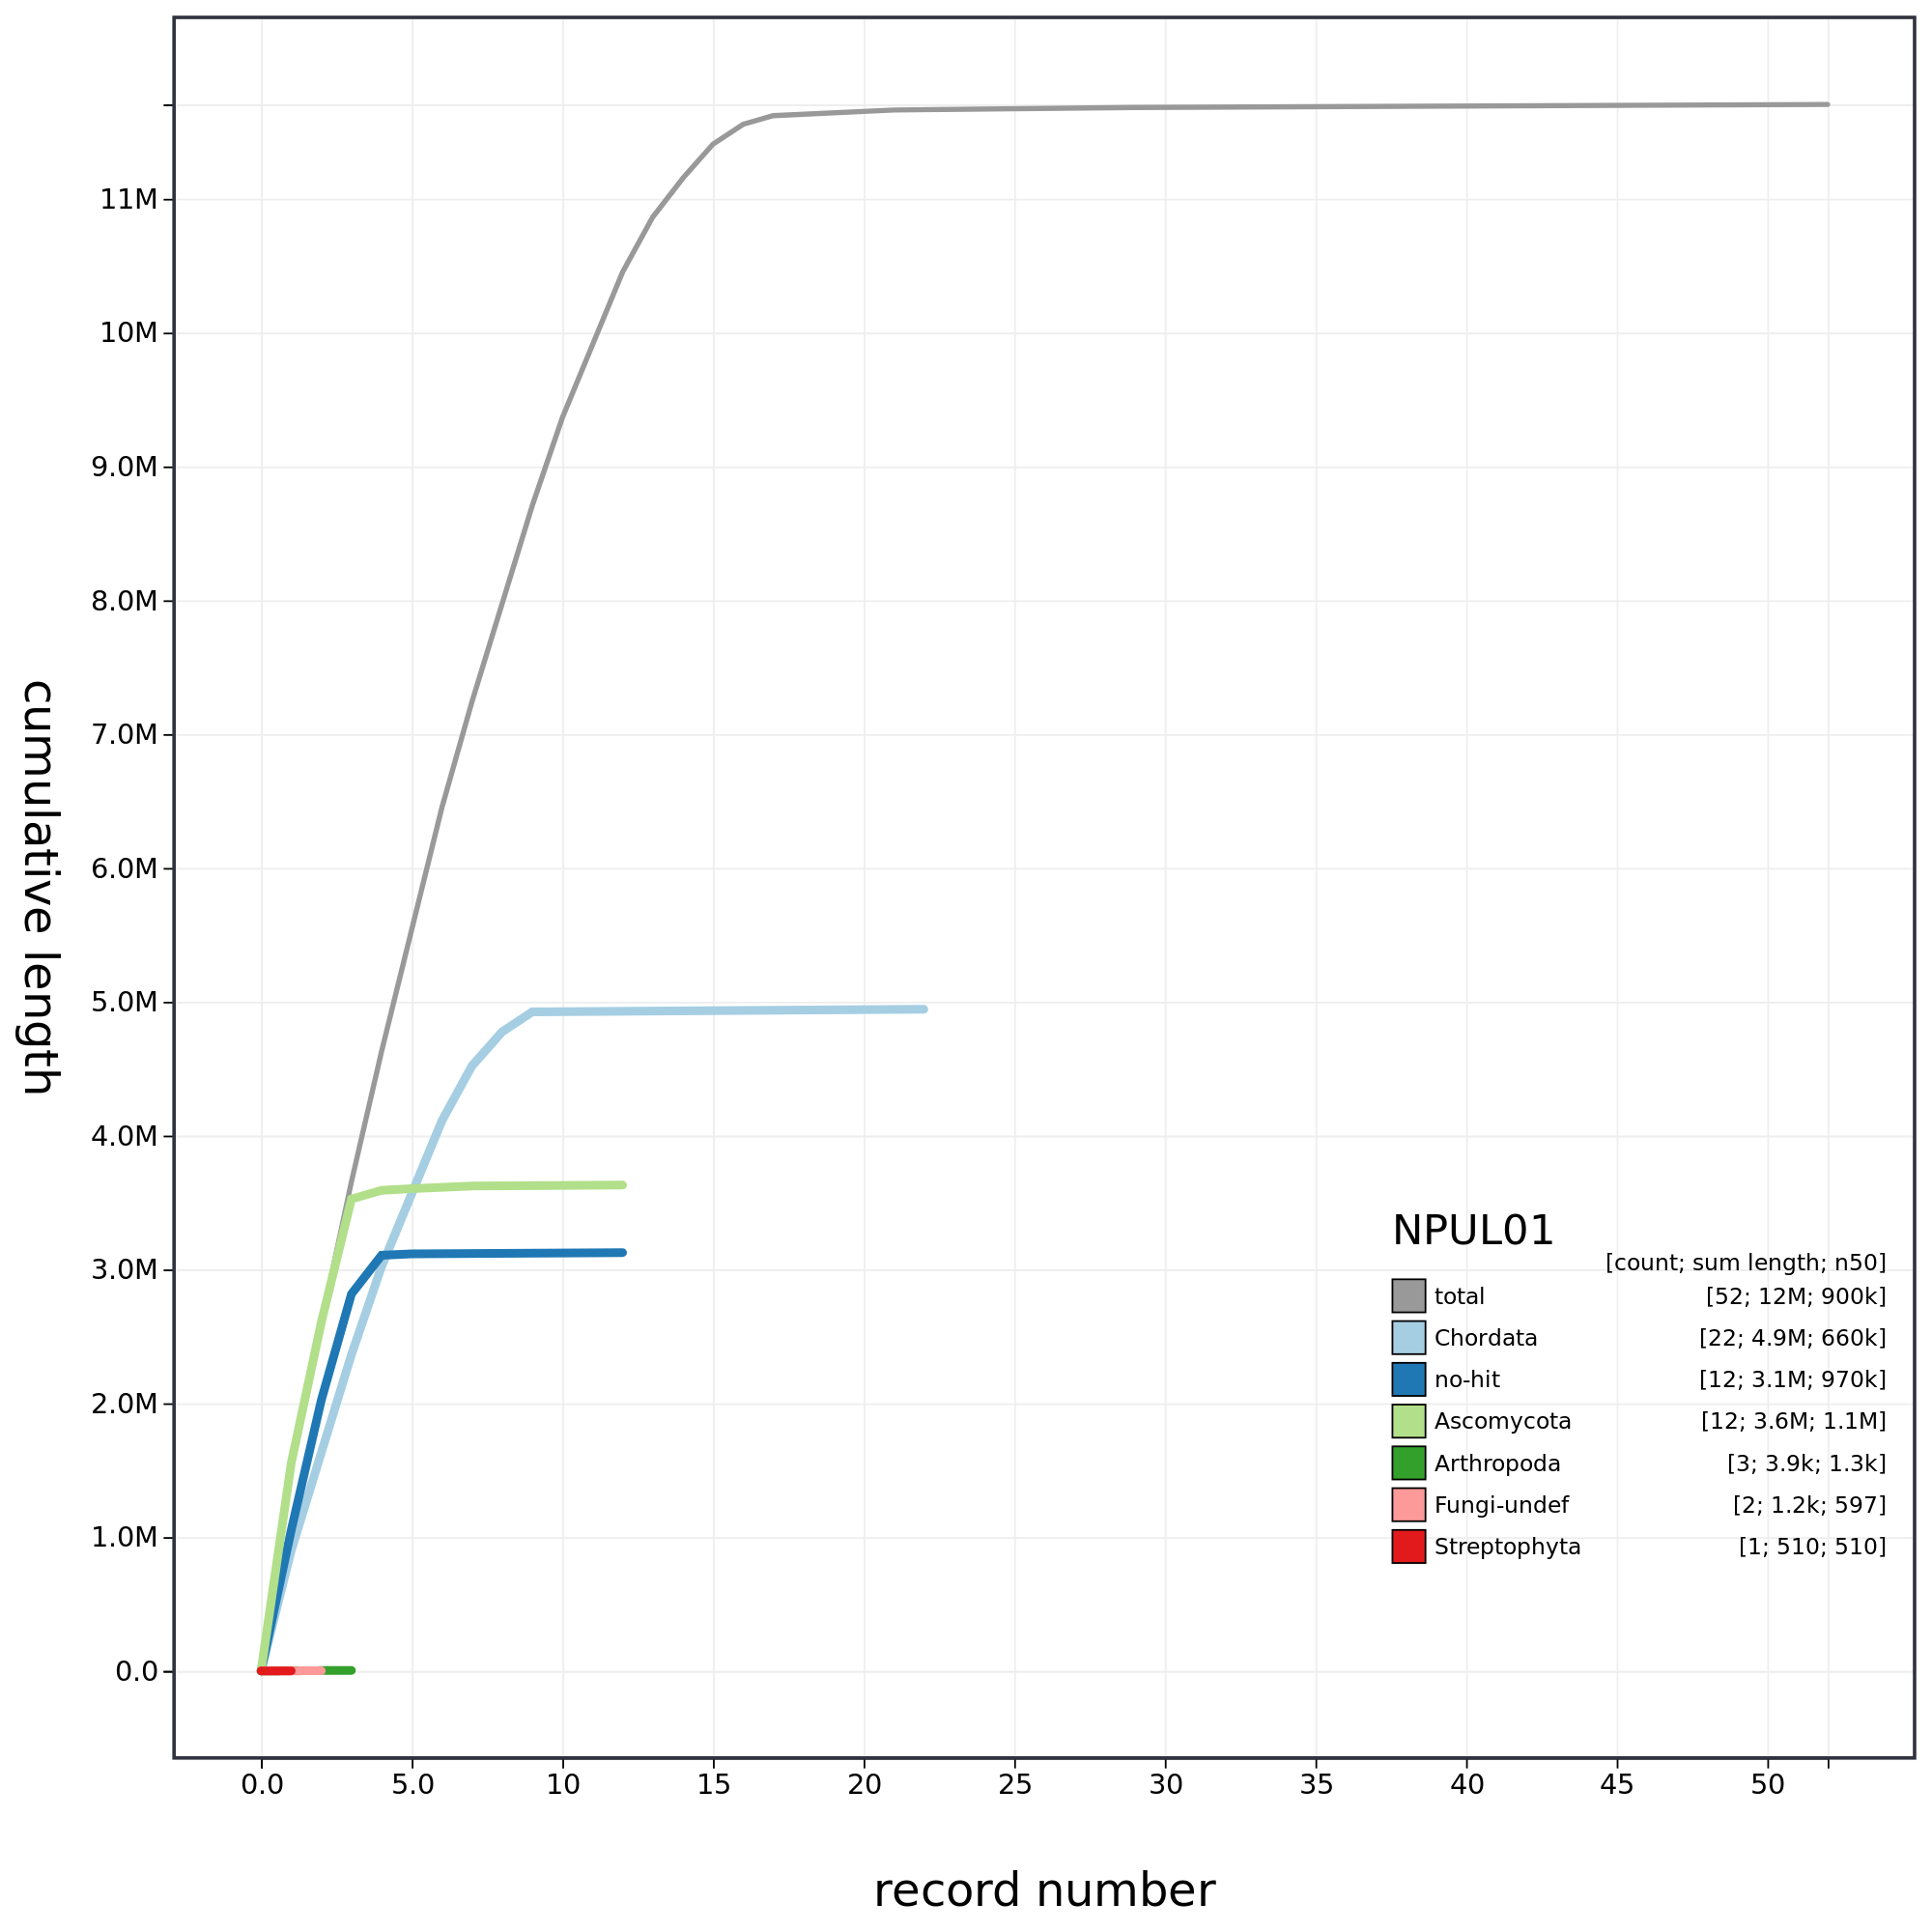 cumulative length
11M
10M
9.0M
8.0M
7.0M
6.0M
5.0M
4.0M
3.0M
2.0M
1.0M
0.0
NPUL01
[count; sum length; n50]
total [52; 12M; 900k]
Chordata [22; 4.9M; 660k]
no-hit [12; 3.1M; 970k]
Ascomycota [12; 3.6M; 1.1M]
Arthropoda [3; 3.9k; 1.3k]
Fungi-undef [2; 1.2k; 597]
Streptophyta [1; 510; 510]
0.0 5.0 10 15 20 25 30 35 40 45 50
record number